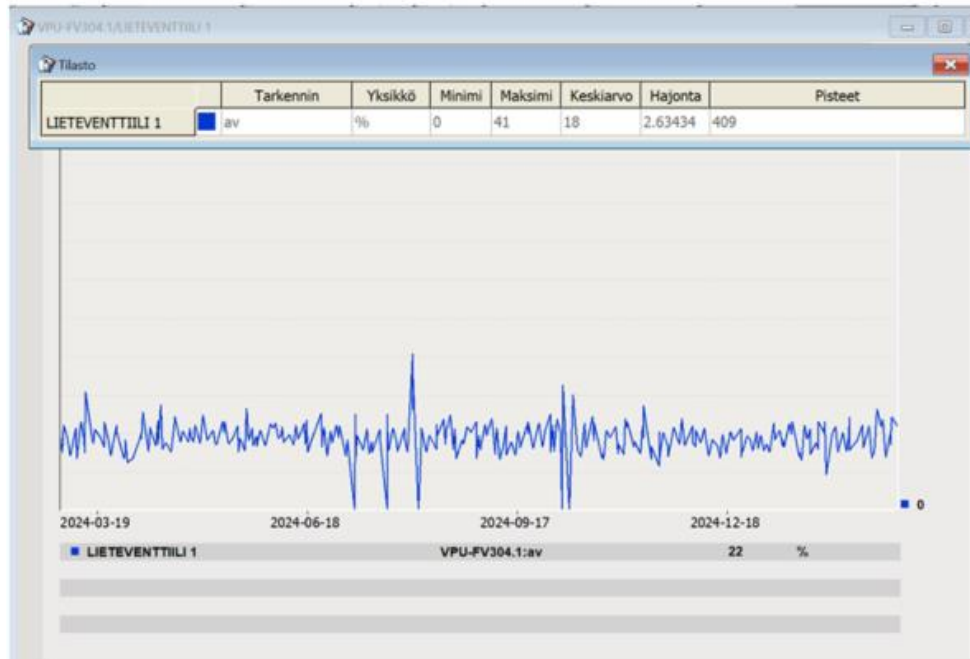 VPU-FV304.1/LIETEVENTTIILI 1
Tilasto
Tarkennin Yksikkö Minimi Maksimi Keskiarvo Hajonta Pisteet
LIETEVENTTIILI 1 av % 0 41 18 2.63434 409
0
2024-03-19 2024-06-18 2024-09-17 2024-12-18
LIETEVENTTIILI 1 VPU-FV304.1:av 22 %